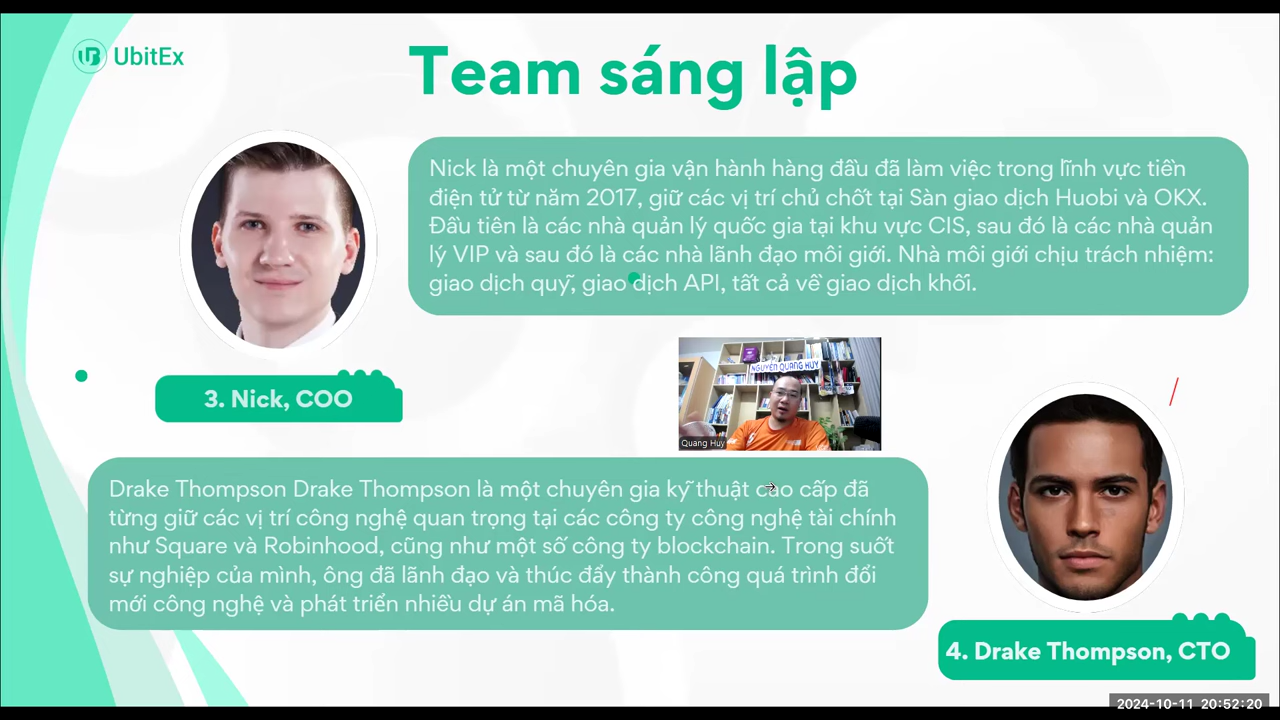 UbitEx
Team sáng lập
Nick là một chuyên gia vận hành hàng đầu đã làm việc trong lĩnh vực tiền
điện tử từ năm 2017, giữ các vị trí chủ chốt tại Sàn giao dịch Huobi và OKX.
Đầu tiên là các nhà quản lý quốc gia tại khu vực CIS, sau đó là các nhà quản
lý VIP và sau đó là các nhà lãnh đạo môi giới. Nhà môi giới chịu trách nhiệm:
giao dịch quỹ, giao dịch API, tất cả về giao dịch khối.
3. Nick, COO
NGUYỄN QUANG HUY
Quang Huy
Drake Thompson Drake Thompson là một chuyên gia kỹ thuật cao cấp đã
từng giữ các vị trí công nghệ quan trọng tại các công ty công nghệ tài chính
như Square và Robinhood, cũng như một số công ty blockchain. Trong suốt
sự nghiệp của mình, ông đã lãnh đạo và thúc đẩy thành công quá trình đổi
mới công nghệ và phát triển nhiều dự án mã hóa.
4. Drake Thompson, CTO
2024-10-11 20:52:20